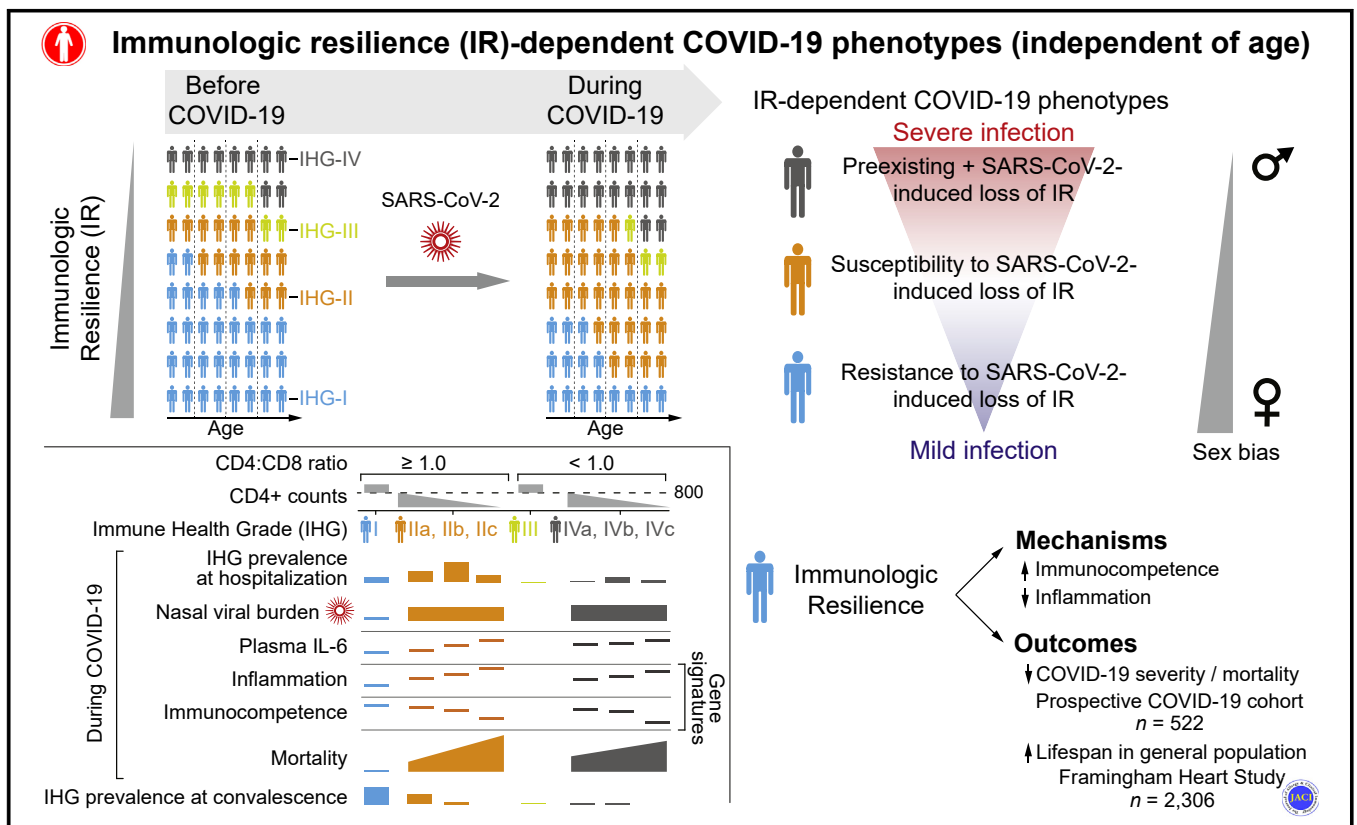 Immunologic resilience (IR)-dependent COVID-19 phenotypes (independent of age)
Before
COVID-19
During
COVID-19
Immunologic
Resilience (IR)
IHG-IV
IHG-III
IHG-II
IHG-I
SARS-CoV-2
Age
Age
IR-dependent COVID-19 phenotypes
Severe infection
Preexisting + SARS-CoV-2-
induced loss of IR
Susceptibility to SARS-CoV-2-
induced loss of IR
Resistance to SARS-CoV-2-
induced loss of IR
Mild infection
♂
♀
Sex bias
CD4:CD8 ratio
≥ 1.0
< 1.0
CD4+ counts
800
Immune Health Grade (IHG)
I
IIa, IIb, IIc
III
IVa, IVb, IVc
During COVID-19
IHG prevalence
at hospitalization
Nasal viral burden
Plasma IL-6
Inflammation
Immunocompetence
Gene
signatures
Mortality
IHG prevalence at convalescence
Immunologic
Resilience
Mechanisms
Immunocompetence
Inflammation
Outcomes
COVID-19 severity / mortality
Prospective COVID-19 cohort
n = 522
Lifespan in general population
Framingham Heart Study
n = 2,306
JACI